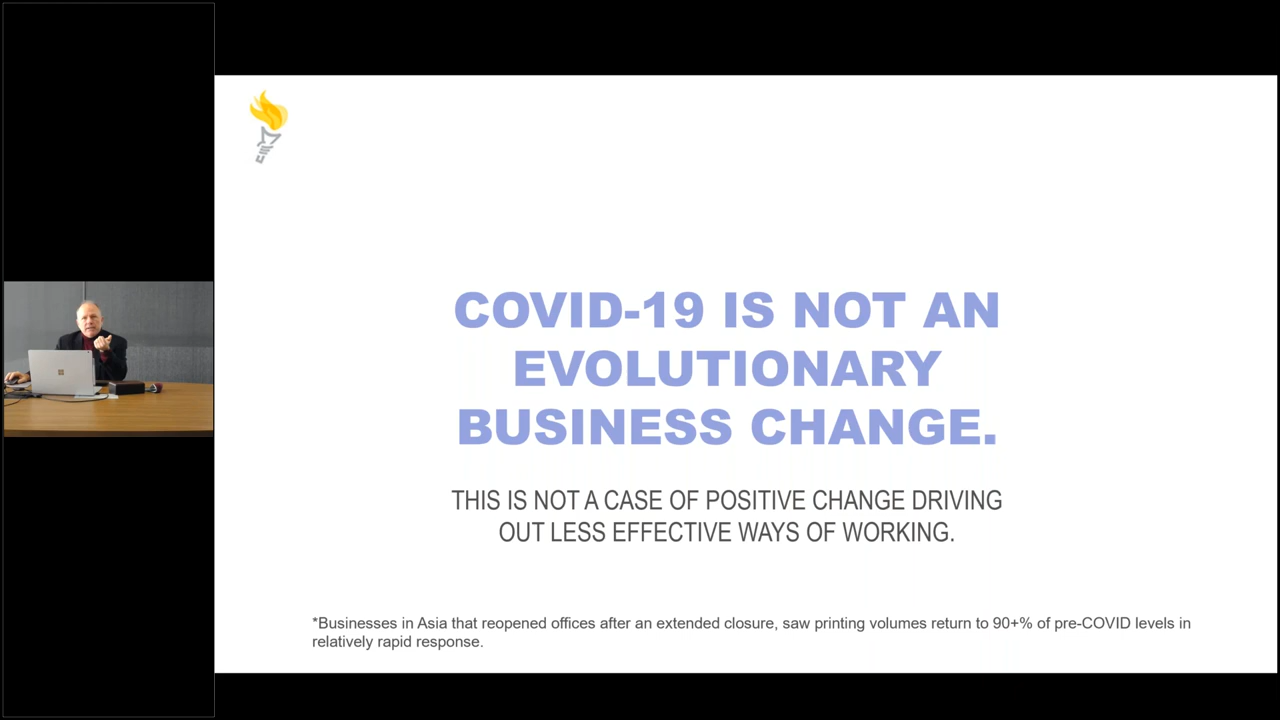 COVID-19 IS NOT AN
EVOLUTIONARY
BUSINESS CHANGE.
THIS IS NOT A CASE OF POSITIVE CHANGE DRIVING
OUT LESS EFFECTIVE WAYS OF WORKING.
*Businesses in Asia that reopened offices after an extended closure, saw printing volumes return to 90+% of pre-COVID levels in
relatively rapid response.